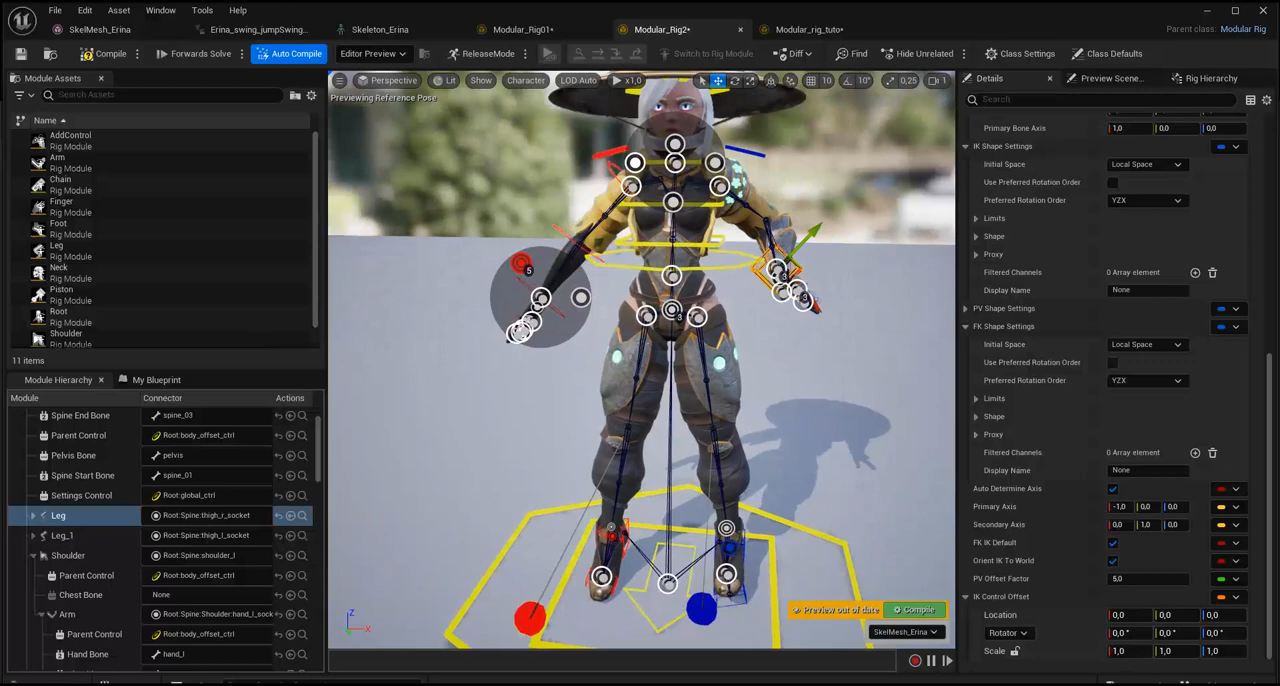 File Edit Asset Window Tools Help
SkelMesh_Erina Erina_swing_jumpSwing... Skeleton_Erina Modular_Rig01* Modular_Rig2* Modular_rig_tuto* Parent class: Modular Rig
Compile Forwards Solve Auto Compile Editor Preview ReleaseMode Switch to Rig Module Diff Find Hide Unrelated Class Settings Class Defaults
Module Assets
Search Assets
Name
AddControl
Rig Module
Arm
Rig Module
Chain
Rig Module
Finger
Rig Module
Foot
Rig Module
Leg
Rig Module
Neck
Rig Module
Piston
Rig Module
Root
Rig Module
Shoulder
Rig Module
11 items
Module Hierarchy My Blueprint
Module Connector Actions
Spine End Bone spine_03
Parent Control Root:body_offset_ctrl
Pelvis Bone pelvis
Spine Start Bone spine_01
Settings Control Root:global_ctrl
Leg Root:Spine:thigh_r_socket
Leg_1 Root:Spine:thigh_l_socket
Shoulder Root:Spine:shoulder_l
Parent Control Root:body_offset_ctrl
Chest Bone None
Arm Root:Spine:Shoulder:hand_l_sock
Parent Control Root:body_offset_ctrl
Hand Bone hand_l
Perspective Lit Show Character LOD Auto x1,0 10 10° 0,25 1
Previewing Reference Pose
5
3
3
3
Z
X
Preview out of date Compile
SkelMesh_Erina
Details Preview Scene... Rig Hierarchy
Search
Primary Bone Axis 1,0 0,0 0,0
IK Shape Settings
Initial Space Local Space
Use Preferred Rotation Order
Preferred Rotation Order YZX
Limits
Shape
Proxy
Filtered Channels 0 Array element
Display Name None
PV Shape Settings
FK Shape Settings
Initial Space Local Space
Use Preferred Rotation Order
Preferred Rotation Order YZX
Limits
Shape
Proxy
Filtered Channels 0 Array element
Display Name None
Auto Determine Axis
Primary Axis -1,0 0,0 0,0
Secondary Axis 0,0 1,0 0,0
FK IK Default
Orient IK To World
PV Offset Factor 5,0
IK Control Offset
Location 0,0 0,0 0,0
Rotator 0,0° 0,0° 0,0°
Scale 1,0 1,0 1,0